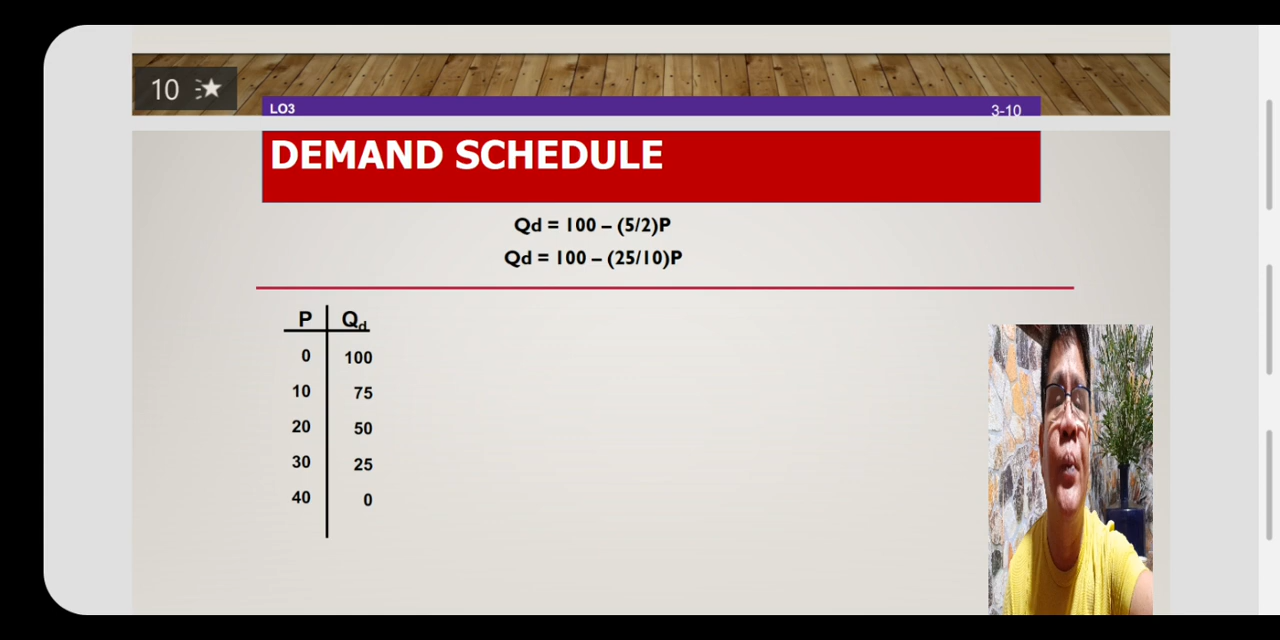 10
LO3 3-10
DEMAND SCHEDULE
Qd = 100 – (5/2)P
Qd = 100 – (25/10)P
P Qd
0 100
10 75
20 50
30 25
40 0